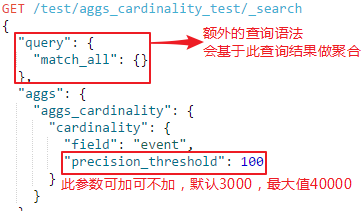 GET /test/aggs_cardinality_test/_search
{
"query": {
额外的查询语法
"match_all": {}
会基于此查询结果做聚合
},
"aggs": {
"aggs_cardinality": {
"cardinality": {
"field": "event",
"precision_threshold": 100
}
此参数可加可不加，默认3000，最大值40000
}
}